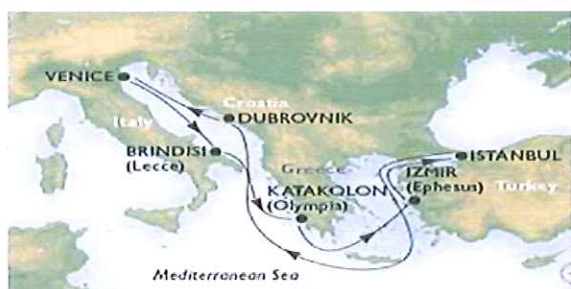 VENICE
Croatia
DUBROVNIK
Italy
BRINDISI
(Lecce)
Greece
ISTANBUL
IZMIR
(Ephesus)
Turkey
KATAKOLON
(Olympia)
Mediterranean Sea